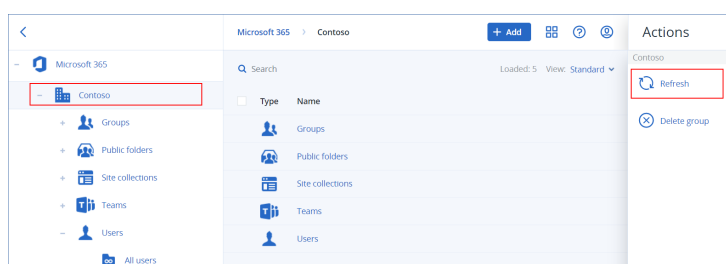 Microsoft 365
Contoso
Groups
Public folders
Site collections
Teams
Users
All users
Microsoft 365 > Contoso
+ Add
Search
Loaded: 5 View: Standard
Type Name
Groups
Public folders
Site collections
Teams
Users
Actions
Contoso
Refresh
Delete group